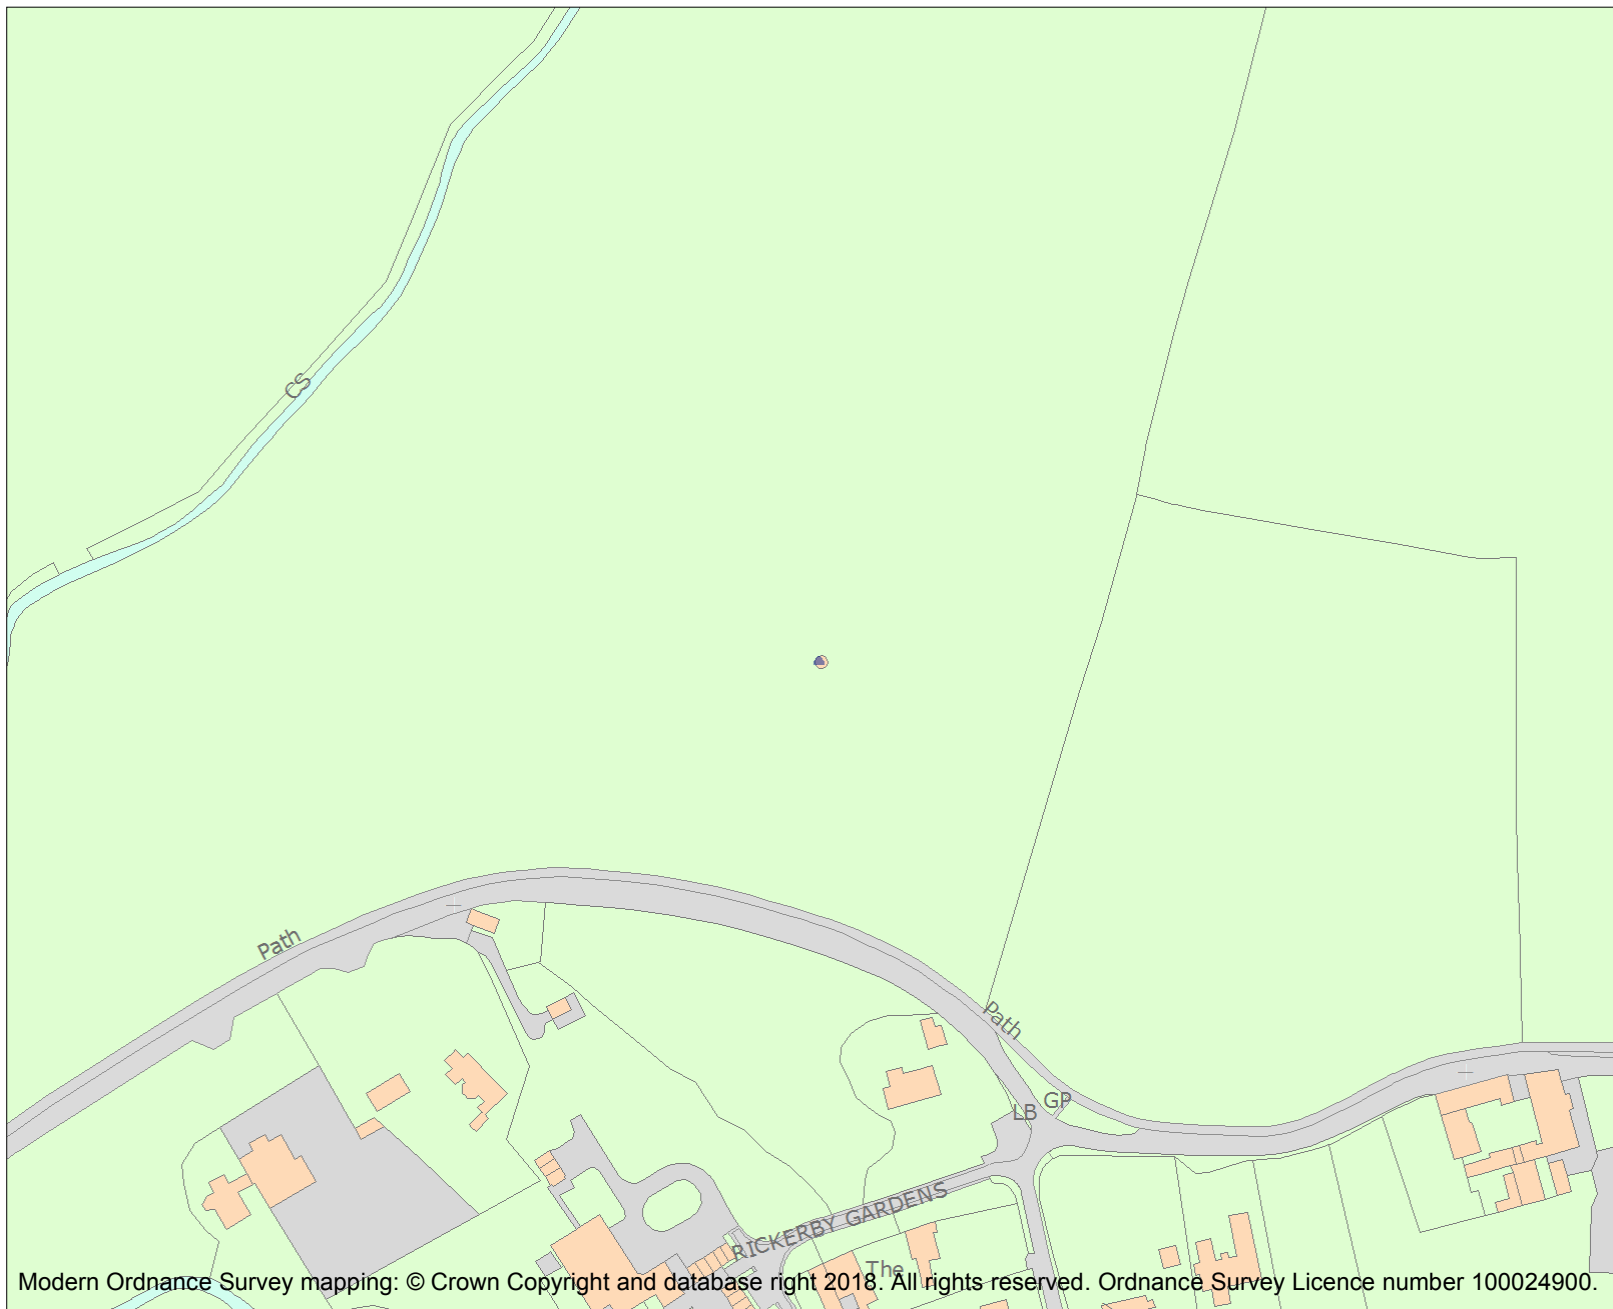 CS
Path
Path
GP
LB
RICKERBY GARDENS
The
Modern Ordnance Survey mapping: © Crown Copyright and database right 2018. All rights reserved. Ordnance Survey Licence number 100024900.